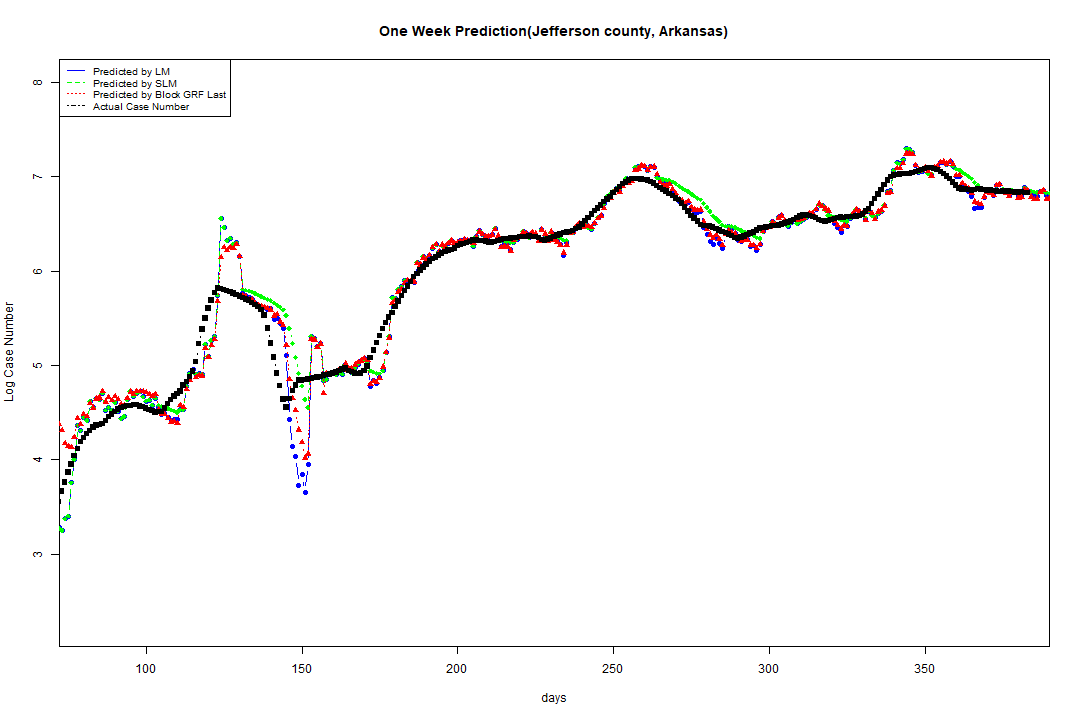 One Week Prediction(Jefferson county, Arkansas)
Predicted by LM
Predicted by SLM
Predicted by Block GRF Last
Actual Case Number
8
7
6
5
4
3
Log Case Number
100 150 200 250 300 350
days